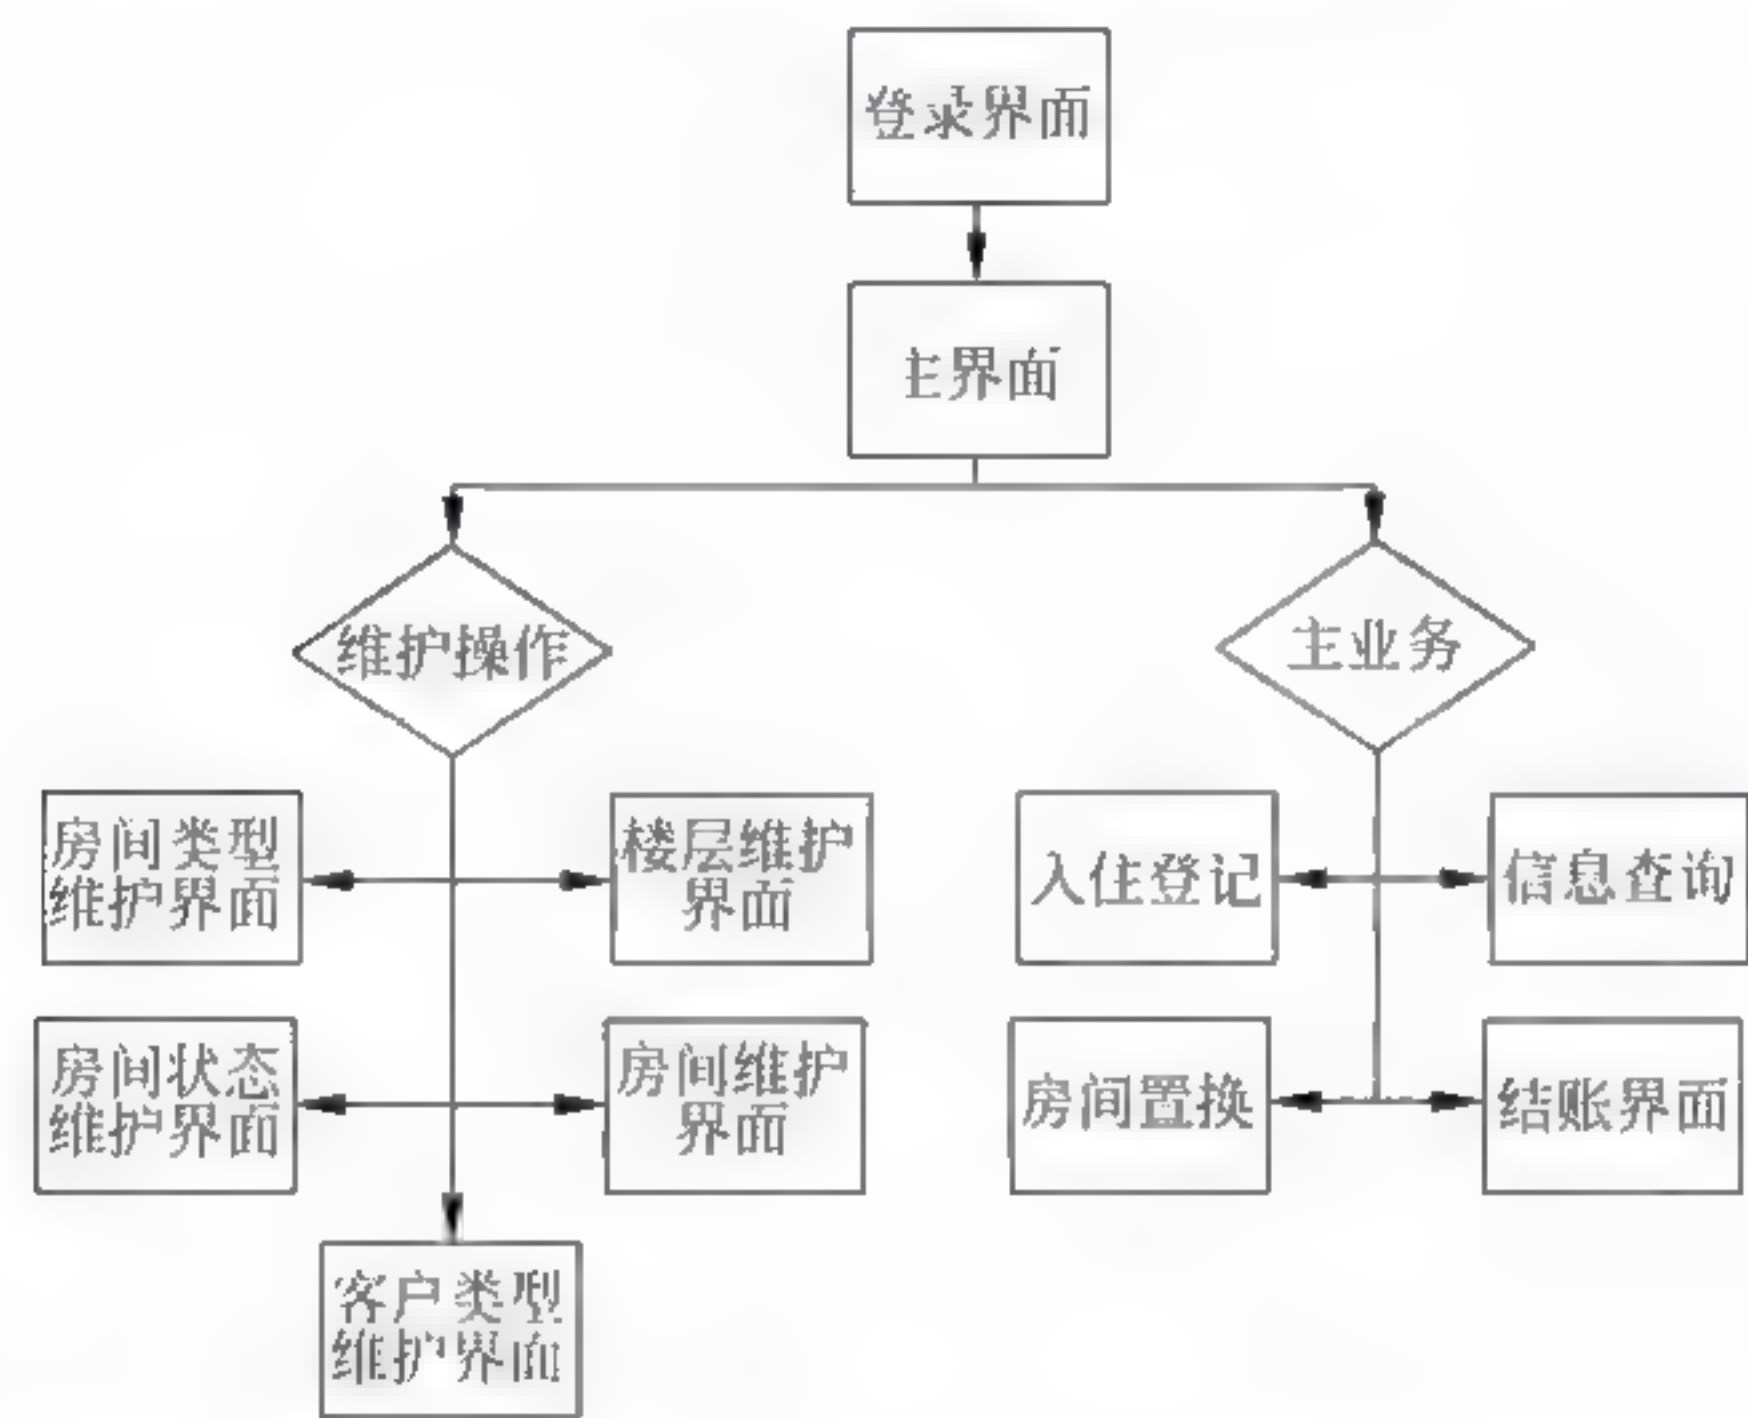 登录界面
主界面
维护操作
主业务
房间类型
维护界面
楼层维护
界面
入住登记
信息查询
房间状态
维护界面
房间维护
界面
房间置换
结账界面
客户类型
维护界面